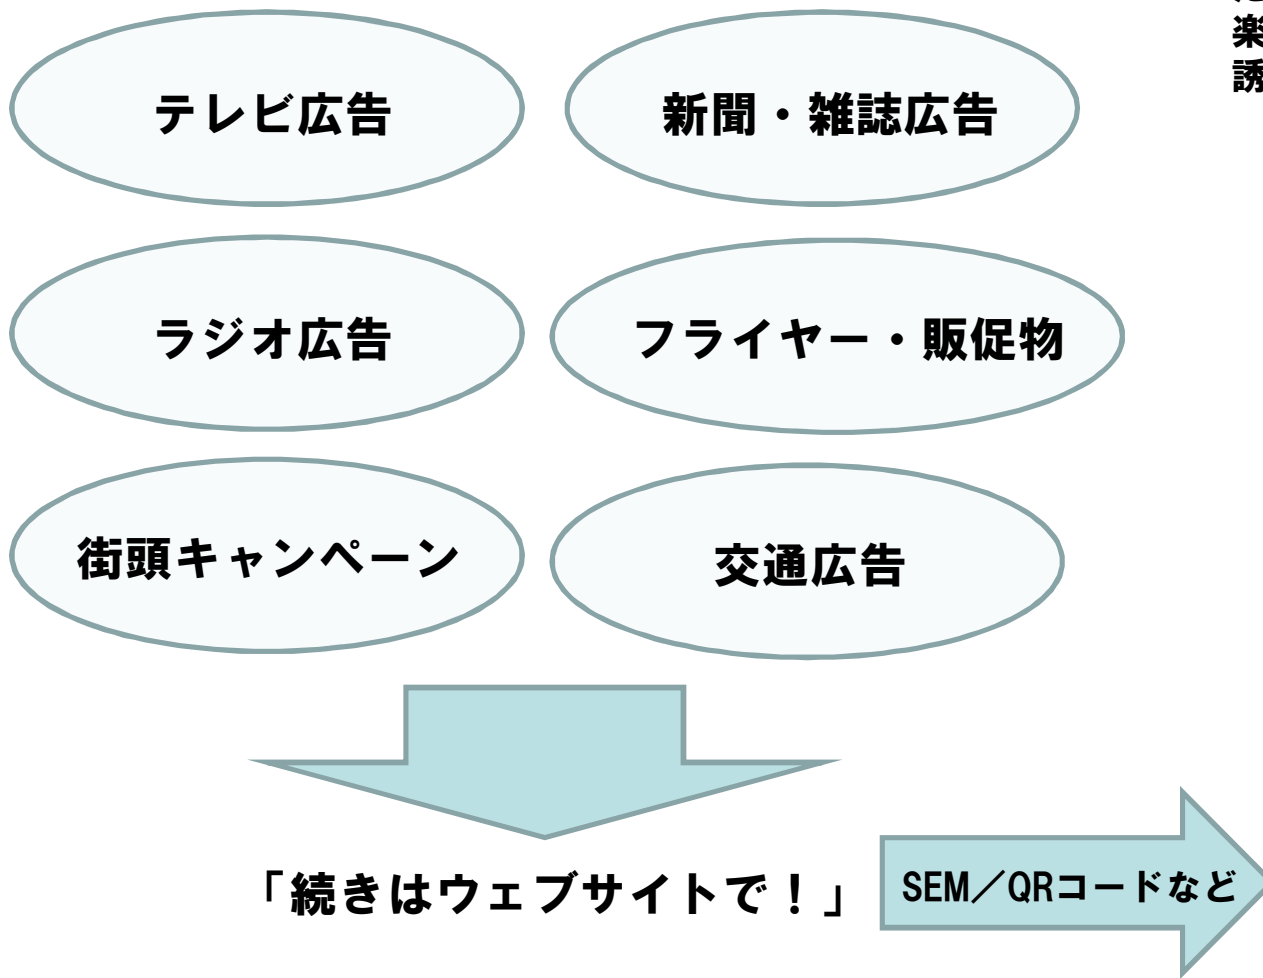 テレビ広告
新聞・雑誌広告
楽
誘
ラジオ広告
フライヤー・販促物
街頭キャンペーン
交通広告
「続きはウェブサイトで！」
SEM／QRコードなど